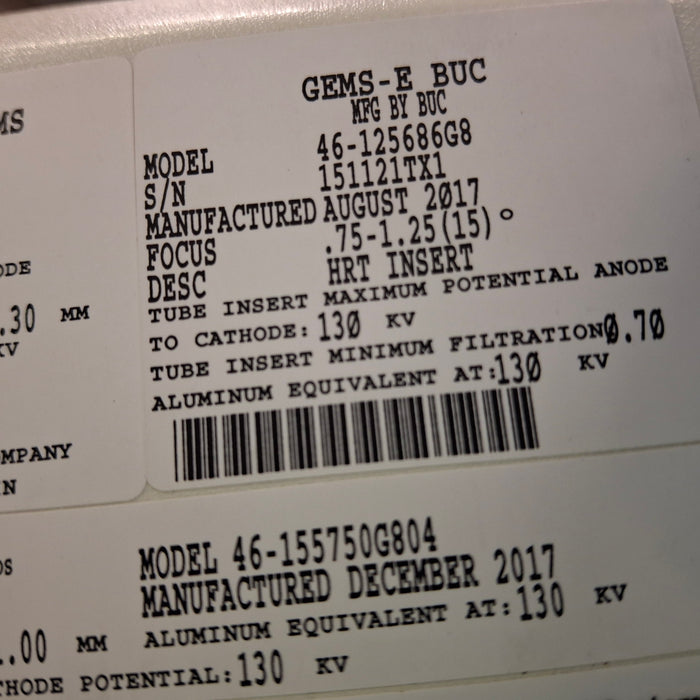 MS
ODE
.30 MM
KV
MPANY
N
GEMS-E BUC
MFG BY BUC
MODEL 46-125686G8
S/N 151121TX1
MANUFACTURED AUGUST 2017
FOCUS .75-1.25(15)°
DESC HRT INSERT
TUBE INSERT MAXIMUM POTENTIAL ANODE
TO CATHODE: 130 KV
TUBE INSERT MINIMUM FILTRATION 0.70
ALUMINUM EQUIVALENT AT: 130 KV
DS
MODEL 46-155750G804
MANUFACTURED DECEMBER 2017
.00 MM ALUMINUM EQUIVALENT AT: 130 KV
THODE POTENTIAL: 130 KV